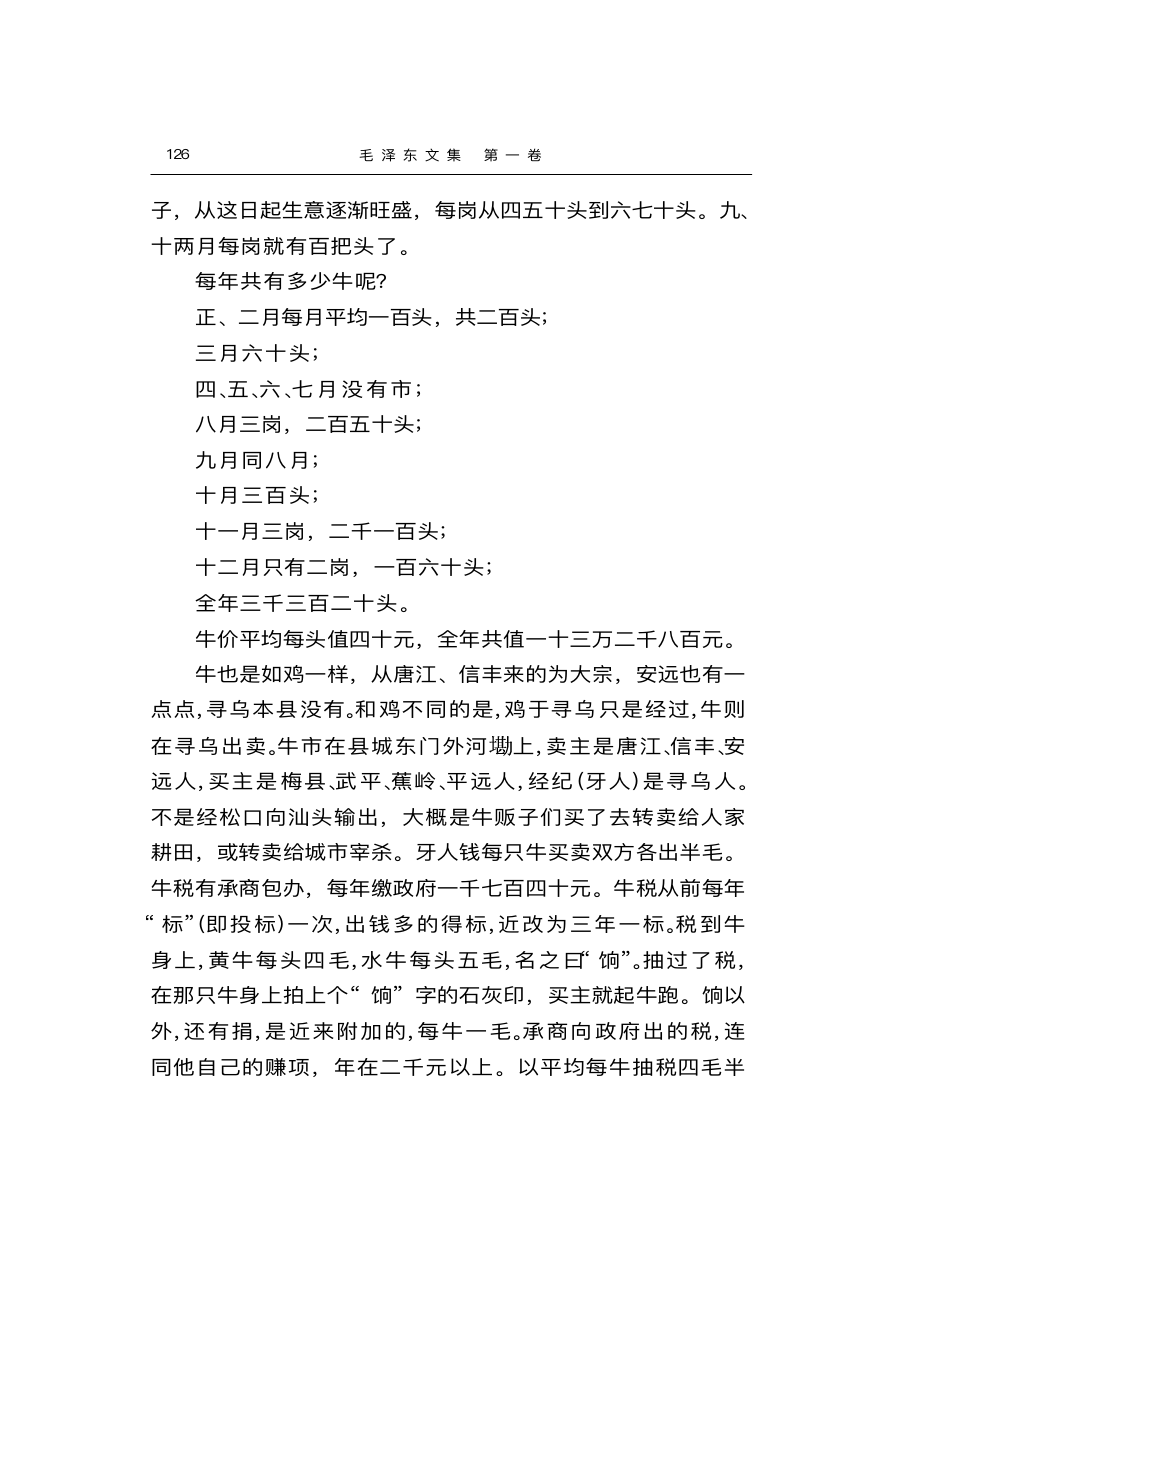 126
毛泽东文集 第一卷
子，从这日起生意逐渐旺盛，每岗从四五十头到六七十头。九、
十两月每岗就有百把头了。
每年共有多少牛呢？
正、二月每月平均一百头，共二百头；
三月六十头；
四、五、六、七月没有市；
八月三岗，二百五十头；
九月同八月；
十月三百头；
十一月三岗，二千一百头；
十二月只有二岗，一百六十头；
全年三千三百二十头。
牛价平均每头值四十元，全年共值一十三万二千八百元。
牛也是如鸡一样，从唐江、信丰来的为大宗，安远也有一
点点，寻乌本县没有。和鸡不同的是，鸡于寻乌只是经过，牛则
在寻乌出卖。牛市在县城东门外河墈上，卖主是唐江、信丰、安
远人，买主是梅县、武平、蕉岭、平远人，经纪（牙人）是寻乌人。
不是经松口向汕头输出，大概是牛贩子们买了去转卖给人家
耕田，或转卖给城市宰杀。牙人钱每只牛买卖双方各出半毛。
牛税有承商包办，每年缴政府一千七百四十元。牛税从前每年
“标”（即投标）一次，出钱多的得标，近改为三年一标。税到牛
身上，黄牛每头四毛，水牛每头五毛，名之曰“饷”。抽过了税，
在那只牛身上拍上个“饷”字的石灰印，买主就起牛跑。饷以
外，还有捐，是近来附加的，每牛一毛。承商向政府出的税，连
同他自己的赚项，年在二千元以上。以平均每牛抽税四毛半